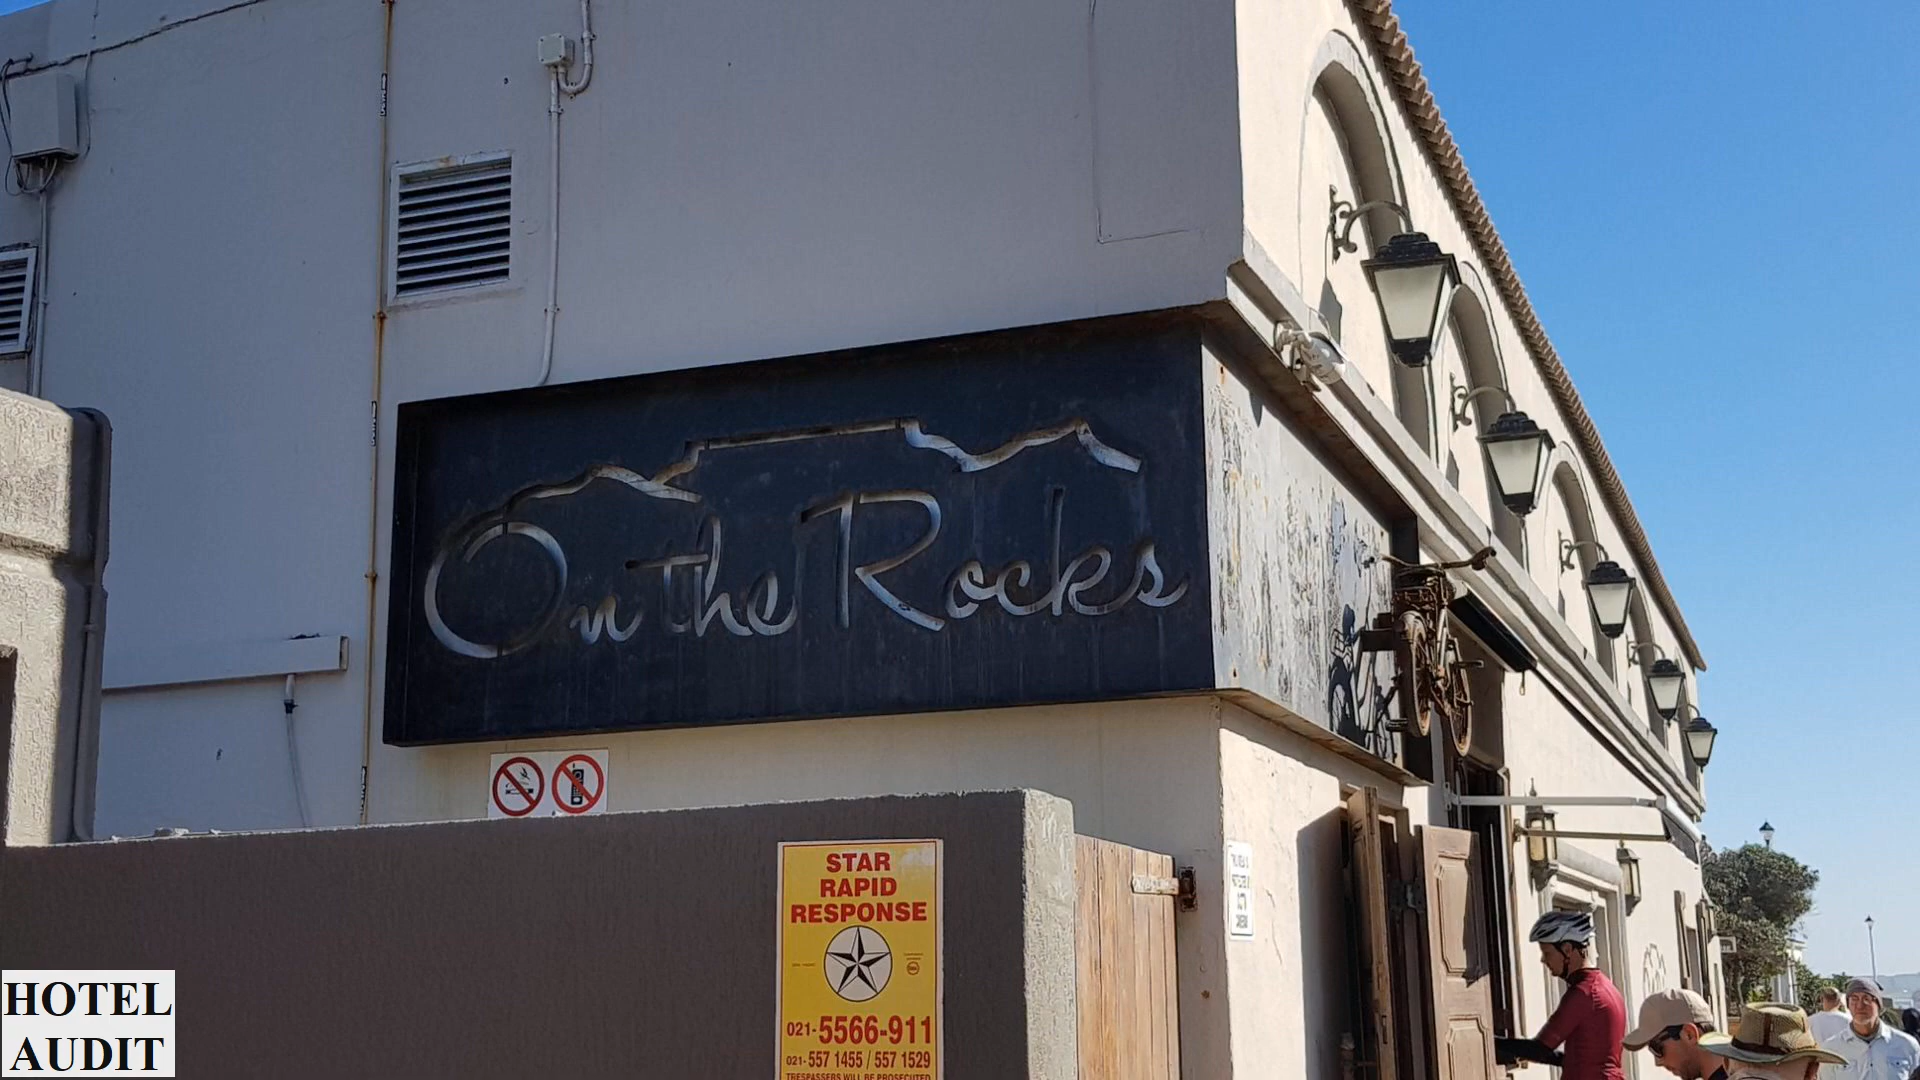 On the Rocks
STAR
RAPID
RESPONSE
021-5566-911
021-557 1455 / 557 1529
TRESPASSERS WILL BE PROSECUTED
HOTEL
AUDIT